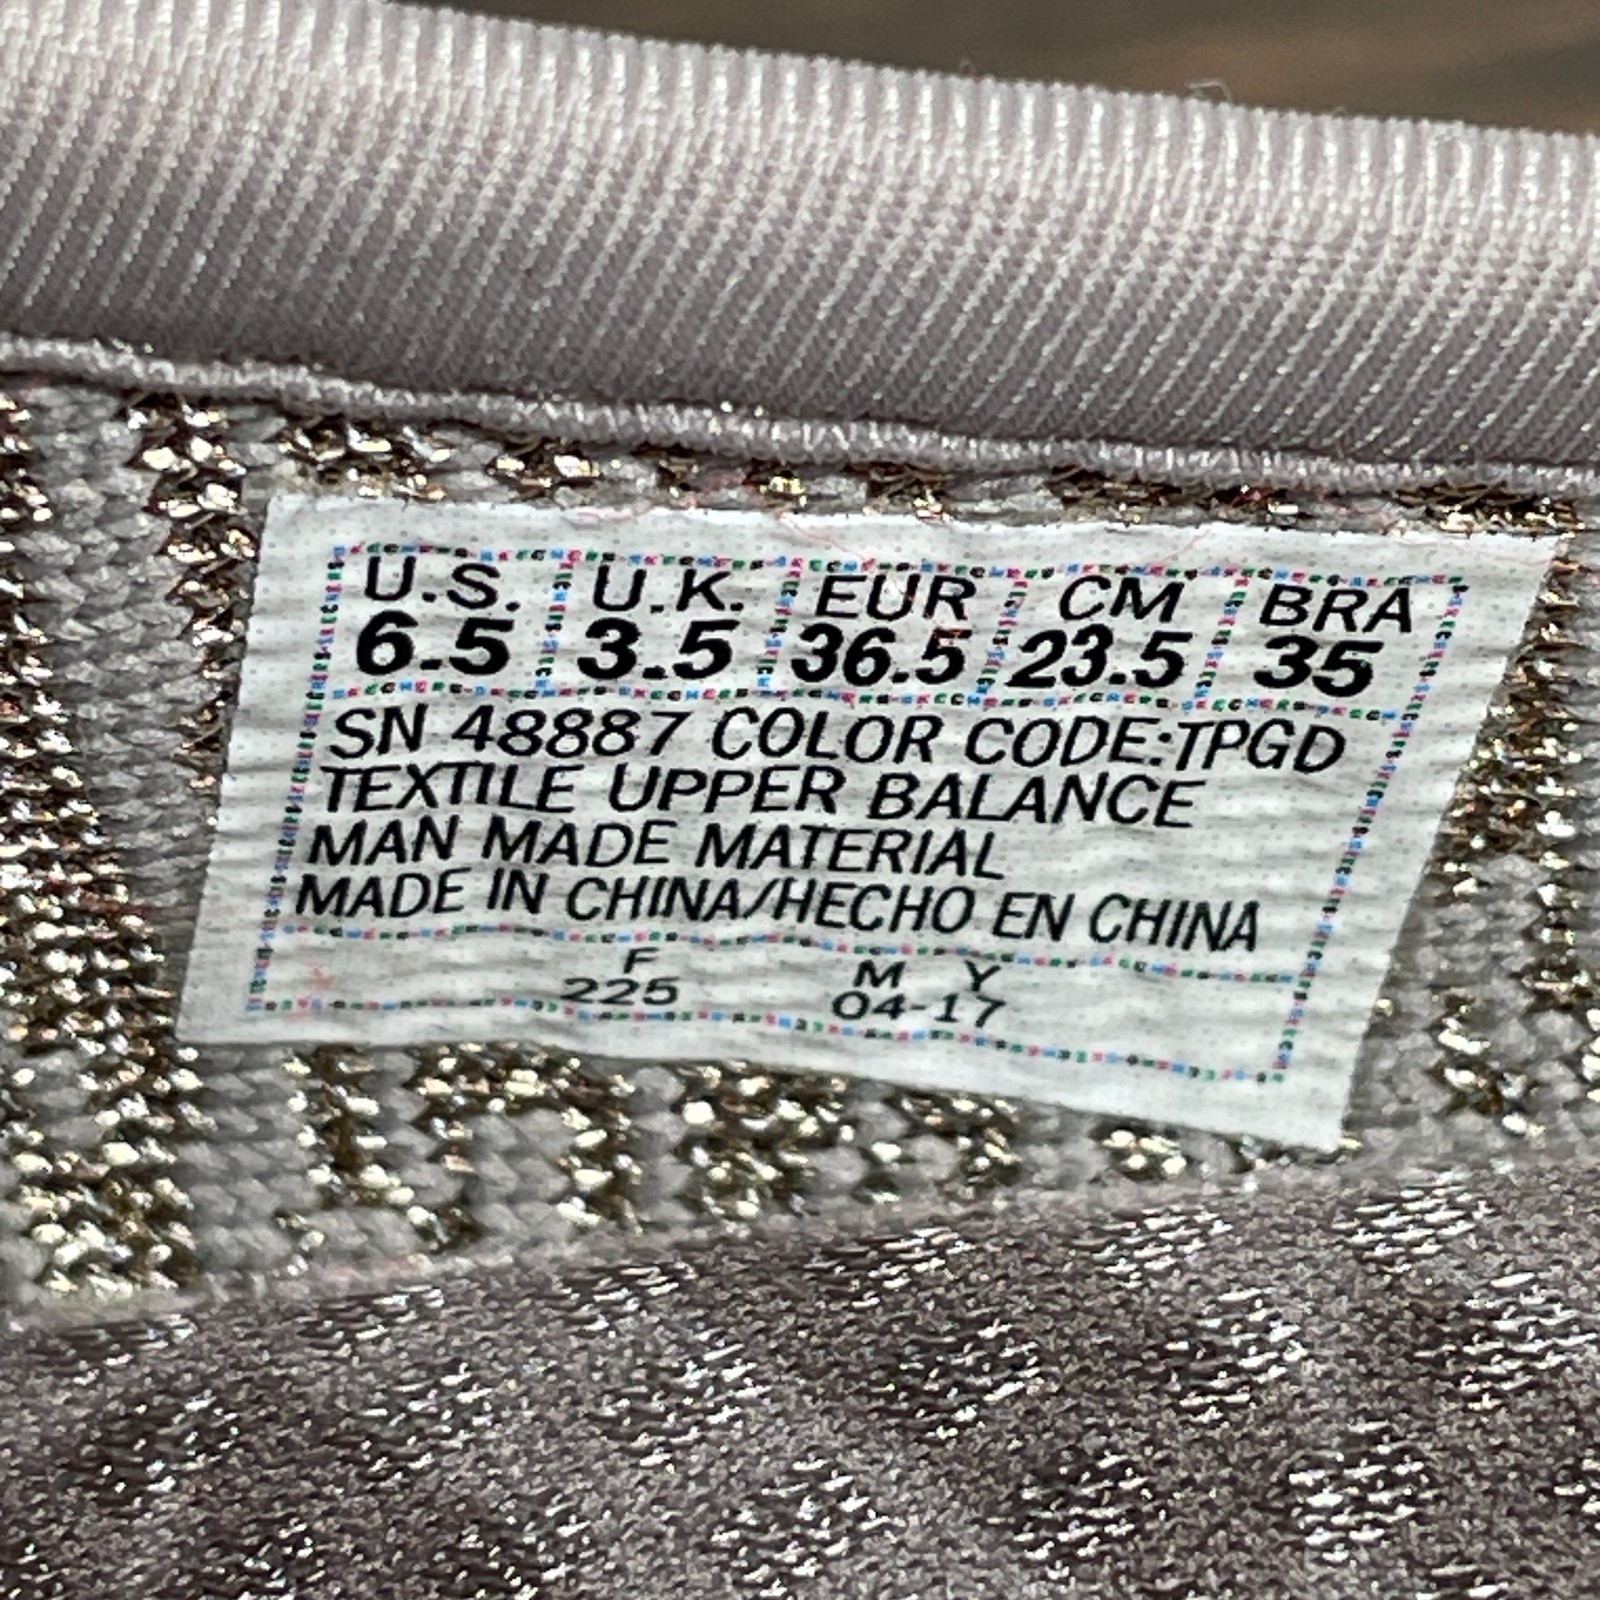 U.S. U.K. EUR CM BRA
6.5 3.5 36.5 23.5 35
SN 48887 COLOR CODE:TPGD
TEXTILE UPPER BALANCE
MAN MADE MATERIAL
MADE IN CHINA/HECHO EN CHINA
F M Y
225 04-17